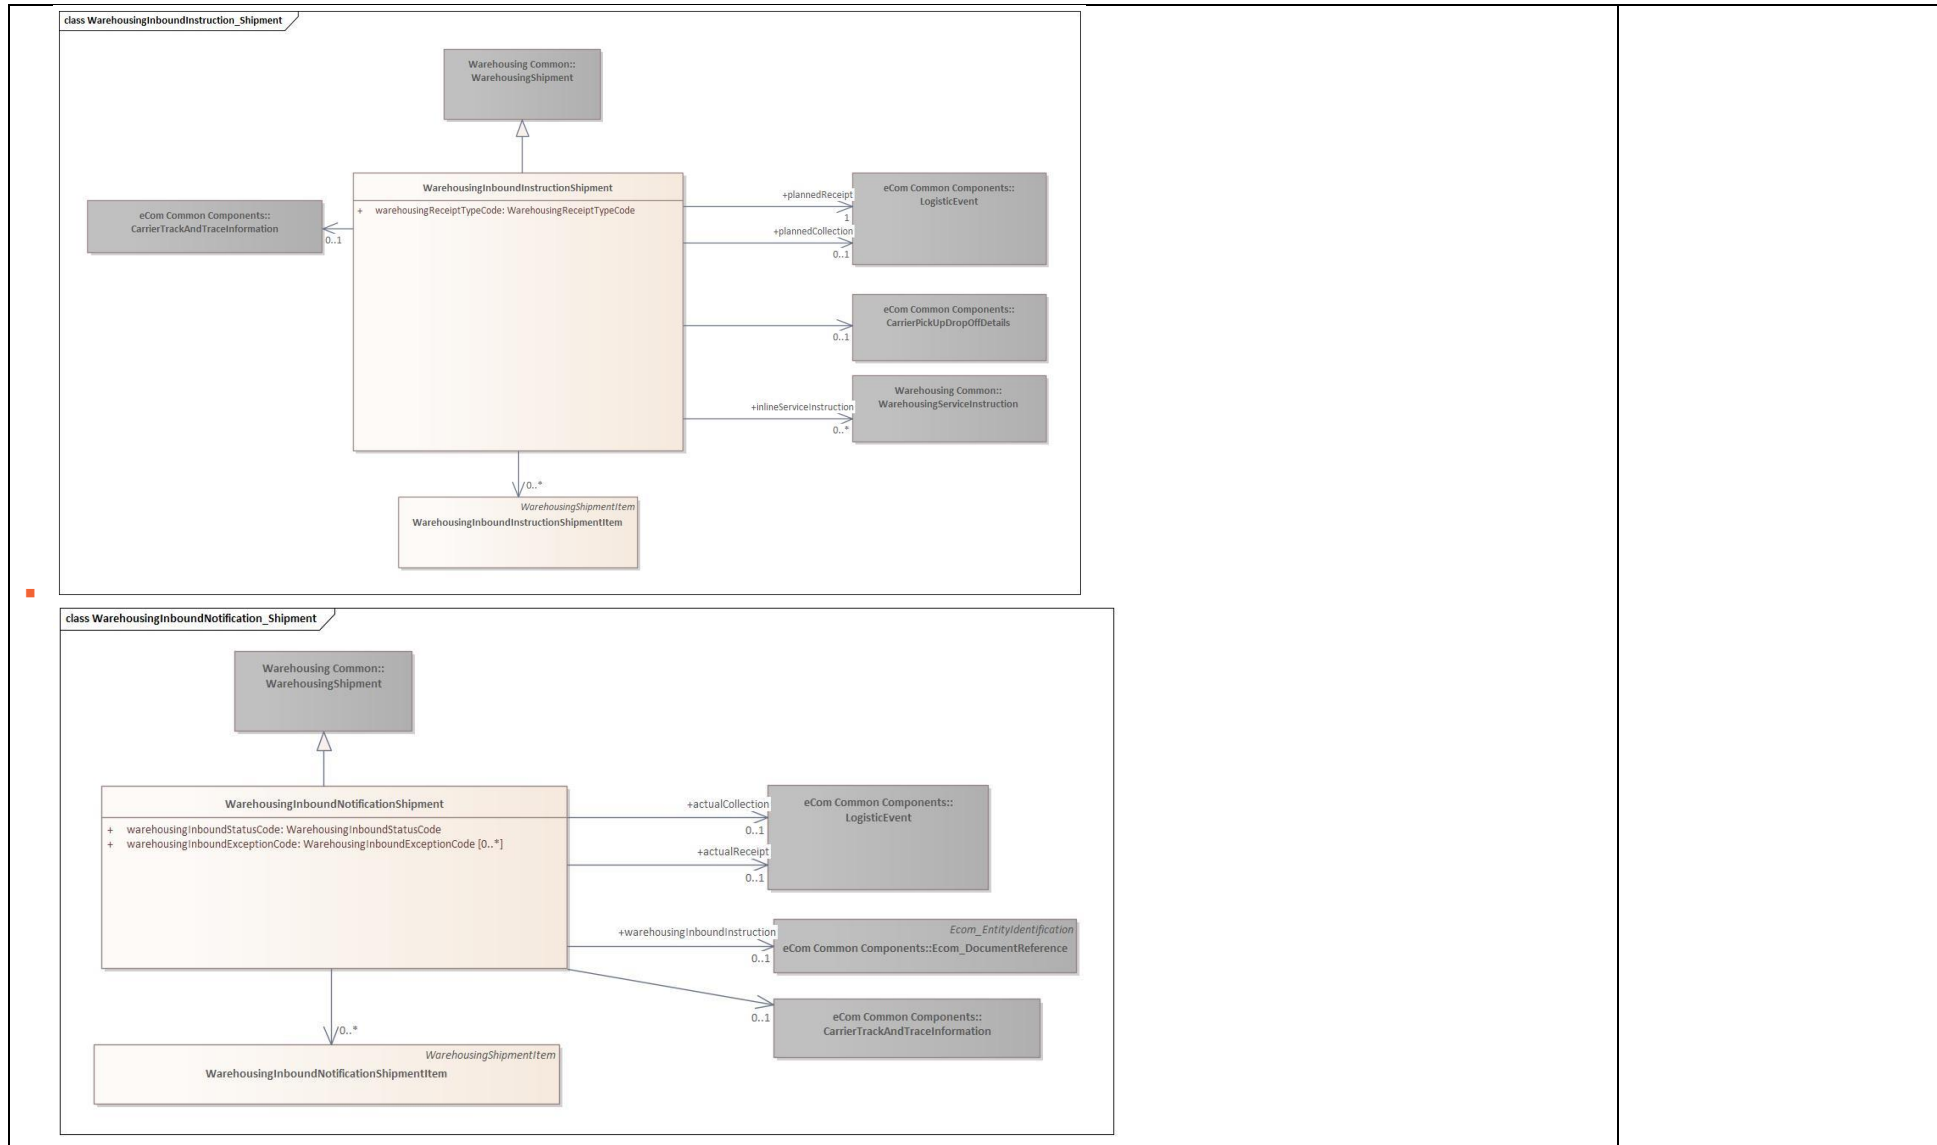 class WarehousingInboundInstruction_Shipment
Warehousing Common::
WarehousingShipment
WarehousingInboundInstructionShipment
+ warehousingReceiptTypeCode: WarehousingReceiptTypeCode
eCom Common Components::
CarrierTrackAndTraceInformation
0..1
+plannedReceipt
1
+plannedCollection
0..1
eCom Common Components::
LogisticEvent
eCom Common Components::
CarrierPickUpDropOffDetails
0..1
Warehousing Common::
WarehousingServiceInstruction
+inlineServiceInstruction
0..*
0..*
WarehousingShipmentItem
WarehousingInboundInstructionShipmentItem
class WarehousingInboundNotification_Shipment
Warehousing Common::
WarehousingShipment
WarehousingInboundNotificationShipment
+ warehousingInboundStatusCode: WarehousingInboundStatusCode
+ warehousingInboundExceptionCode: WarehousingInboundExceptionCode [0..*]
+actualCollection
0..1
+actualReceipt
0..1
eCom Common Components::
LogisticEvent
+warehousingInboundInstruction
0..1
Ecom_EntityIdentification
eCom Common Components::Ecom_DocumentReference
0..1
eCom Common Components::
CarrierTrackAndTraceInformation
0..*
WarehousingShipmentItem
WarehousingInboundNotificationShipmentItem